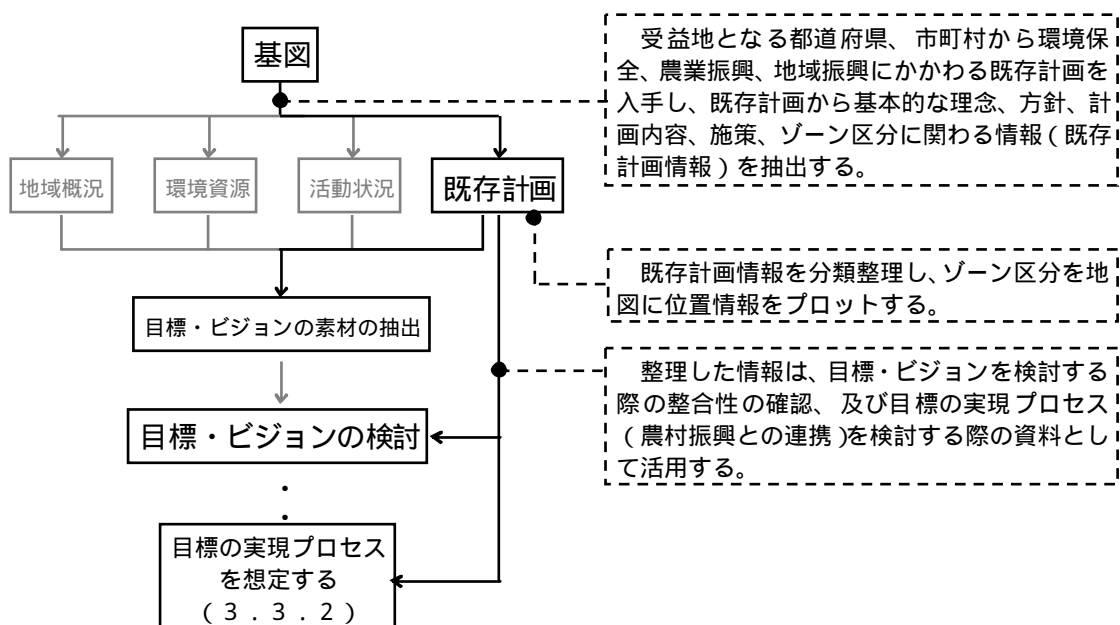 基図
受益地となる都道府県、市町村から環境保
全、農業振興、地域振興にかかわる既存計画を
入手し、既存計画から基本的な理念、方針、計
画内容、施策、ゾーン区分に関わる情報（既存
計画情報）を抽出する。
地域概況
環境資源
活動状況
既存計画
既存計画情報を分類整理し、ゾーン区分を地
図に位置情報をプロットする。
目標・ビジョンの素材の抽出
整理した情報は、目標・ビジョンを検討する
際の整合性の確認、及び目標の実現プロセス
（農村振興との連携）を検討する際の資料とし
て活用する。
目標・ビジョンの検討
・
・
目標の実現プロセス
を想定する
（３．３．２）